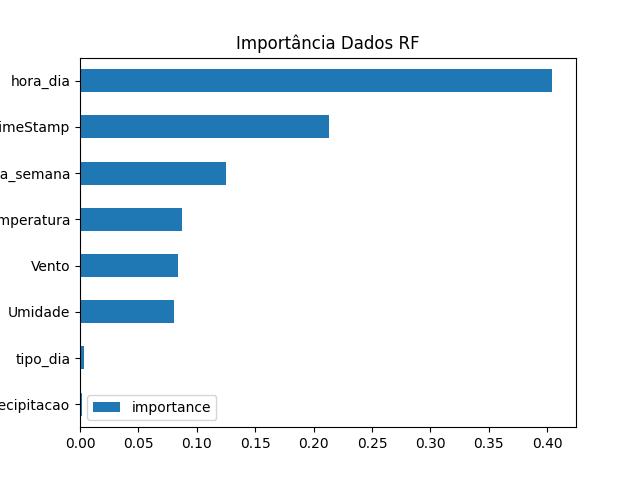 Importância Dados RF
hora_dia
imeStamp
a_semana
mperatura
Vento
Umidade
tipo_dia
ecipitacao
importance
0.00 0.05 0.10 0.15 0.20 0.25 0.30 0.35 0.40